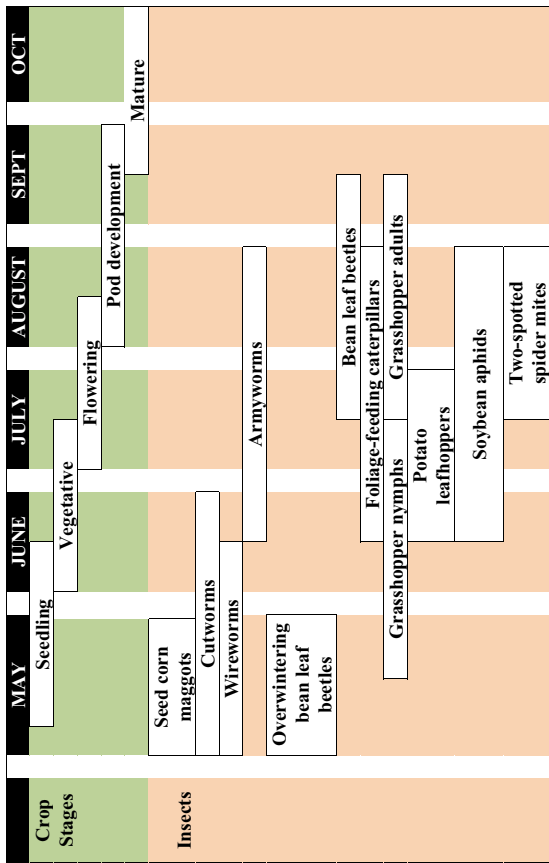 MAY
JUNE
JULY
AUGUST
SEPT
OCT
Crop
Stages
Seedling
Vegetative
Flowering
Pod development
Mature
Insects
Seed corn
maggots
Cutworms
Wireworms
Armyworms
Overwintering
bean leaf
beetles
Bean leaf beetles
Foliage-feeding caterpillars
Grasshopper nymphs
Grasshopper adults
Potato
leafhoppers
Soybean aphids
Two-spotted
spider mites